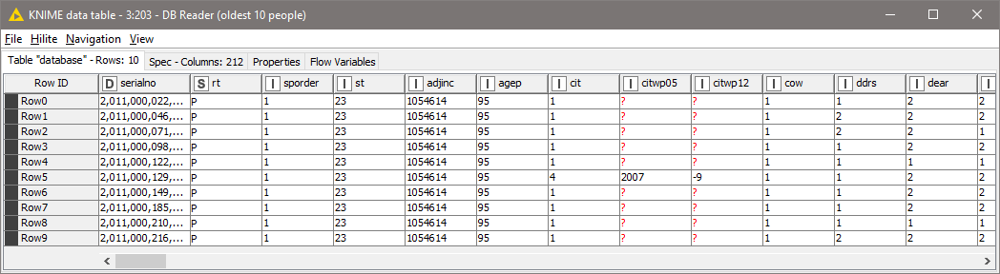 KNIME data table - 3:203 - DB Reader (oldest 10 people)
File Hilite Navigation View
Table "database" - Rows: 10 Spec - Columns: 212 Properties Flow Variables
Row ID D serialno S rt I sporder I st I adjinc I agep I cit I citwp05 I citwp12 I cow I ddrs I dear I
Row0 2,011,000,022,... P 1 23 1054614 95 1 ? ? 1 1 2 2
Row1 2,011,000,046,... P 1 23 1054614 95 1 ? ? 1 2 2 2
Row2 2,011,000,071,... P 1 23 1054614 95 1 ? ? 1 2 2 1
Row3 2,011,000,098,... P 1 23 1054614 95 1 ? ? 1 1 2 2
Row4 2,011,000,122,... P 1 23 1054614 95 1 ? ? 1 1 1 1
Row5 2,011,000,129,... P 1 23 1054614 95 4 2007 -9 1 1 2 2
Row6 2,011,000,149,... P 1 23 1054614 95 1 ? ? 1 1 2 2
Row7 2,011,000,185,... P 1 23 1054614 95 1 ? ? 1 1 2 2
Row8 2,011,000,210,... P 1 23 1054614 95 1 ? ? 1 1 1 1
Row9 2,011,000,216,... P 1 23 1054614 95 1 ? ? 1 2 2 2